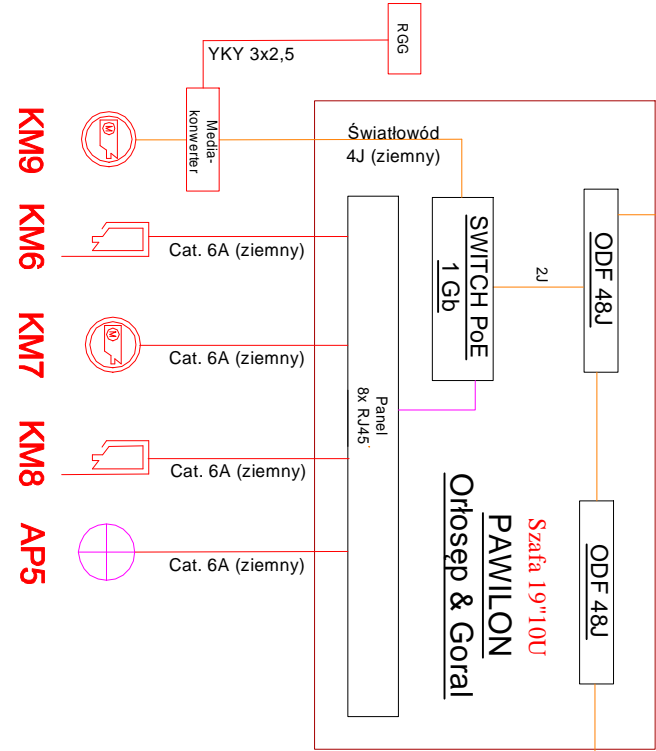 RGG
YKY 3x2,5
Media-
konwerter
Światłowód
4J (ziemny)
SWITCH PoE
1 Gb
2J
ODF 48J
ODF 48J
Panel
8x RJ45
Szafa 19"10U
PAWILON
Orłosęp & Goral
KM9
KM6
Cat. 6A (ziemny)
KM7
Cat. 6A (ziemny)
KM8
Cat. 6A (ziemny)
AP5
Cat. 6A (ziemny)
M
M